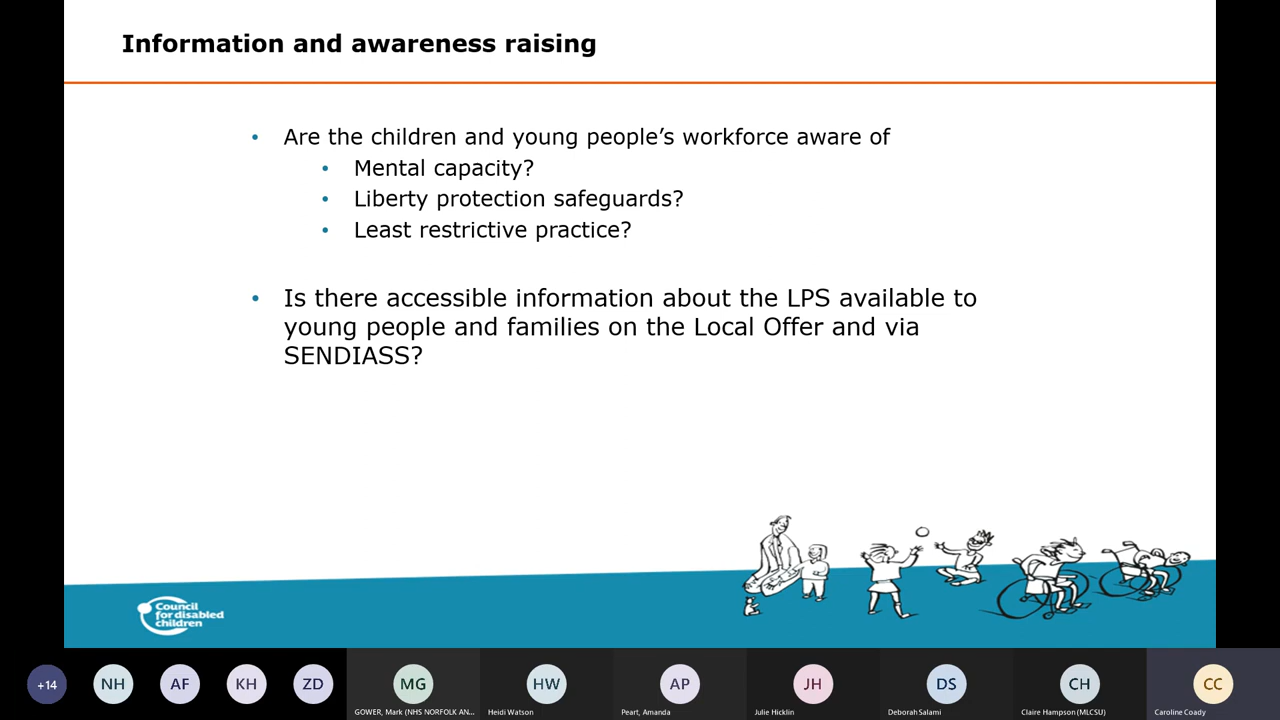 Information and awareness raising
• Are the children and young people’s workforce aware of
• Mental capacity?
• Liberty protection safeguards?
• Least restrictive practice?
• Is there accessible information about the LPS available to
young people and families on the Local Offer and via
SENDIASS?
Council
for disabled
children
+14
NH
AF
KH
ZD
MG
HW
AP
JH
DS
CH
CC
GOWER, Mark (NHS NORFOLK AN...
Heidi Watson
Peart, Amanda
Julie Hicklin
Deborah Salami
Claire Hampson (MLCSU)
Caroline Coady